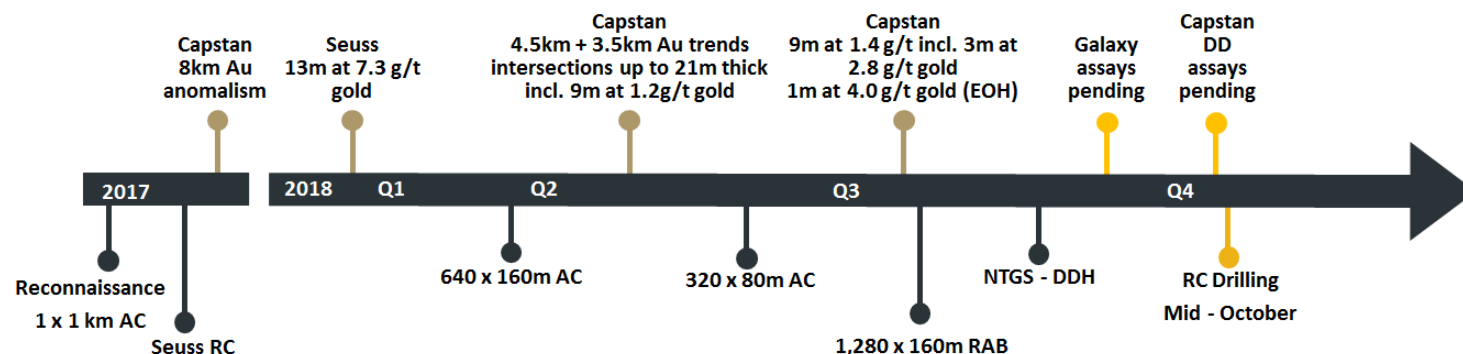 Capstan
8km Au
anomalism
Seuss
13m at 7.3 g/t
gold
Capstan
4.5km + 3.5km Au trends
intersections up to 21m thick
incl. 9m at 1.2g/t gold
Capstan
9m at 1.4 g/t incl. 3m at
2.8 g/t gold
1m at 4.0 g/t gold (EOH)
Galaxy
assays
pending
Capstan
DD
assays
pending
2017
2018 Q1 Q2 Q3 Q4
Reconnaissance
1 x 1 km AC
Seuss RC
640 x 160m AC
320 x 80m AC
1,280 x 160m RAB
NTGS - DDH
RC Drilling
Mid - October